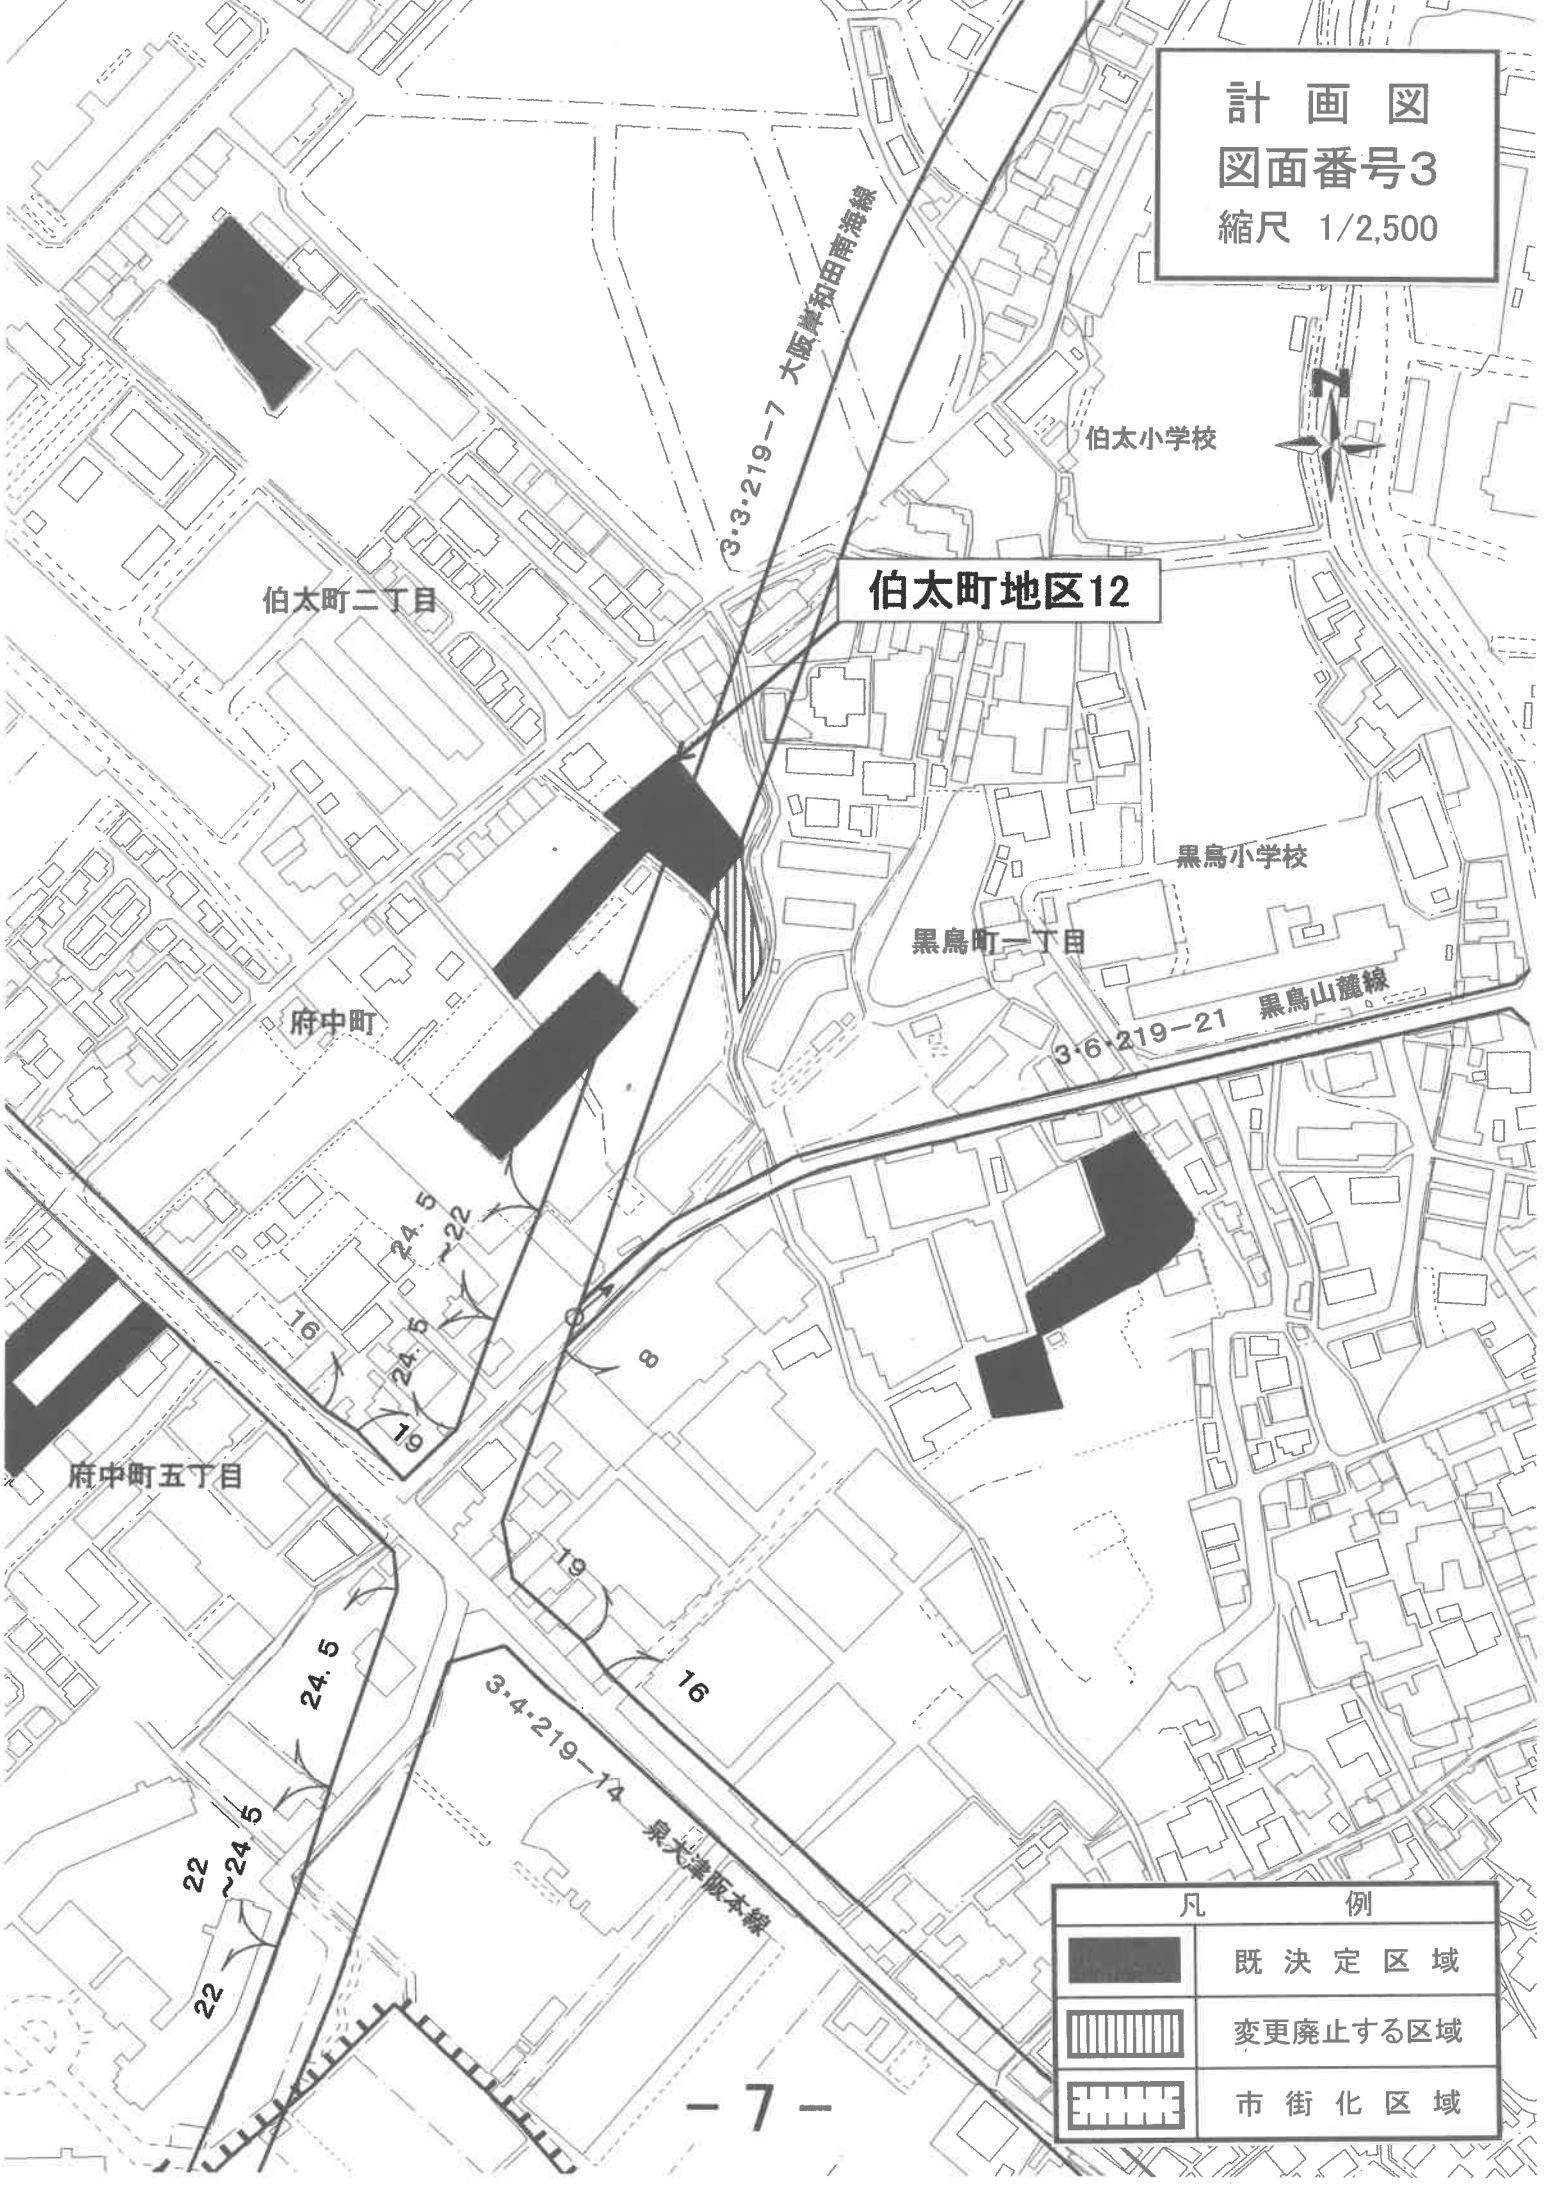 計画図
図面番号3
縮尺 1/2,500
3・3・219-7 大阪岸和田南海線
N
伯太小学校
伯太町地区12
伯太町二丁目
黒鳥小学校
黒鳥町一丁目
府中町
3・6・219-21 黒鳥山麓線
24.5
~22
16
24.5
19
8
府中町五丁目
19
24.5
16
3・4・219-14 泉大津阪本線
22
~24.5
22
凡例
既決定区域
変更廃止する区域
市街化区域
-7-